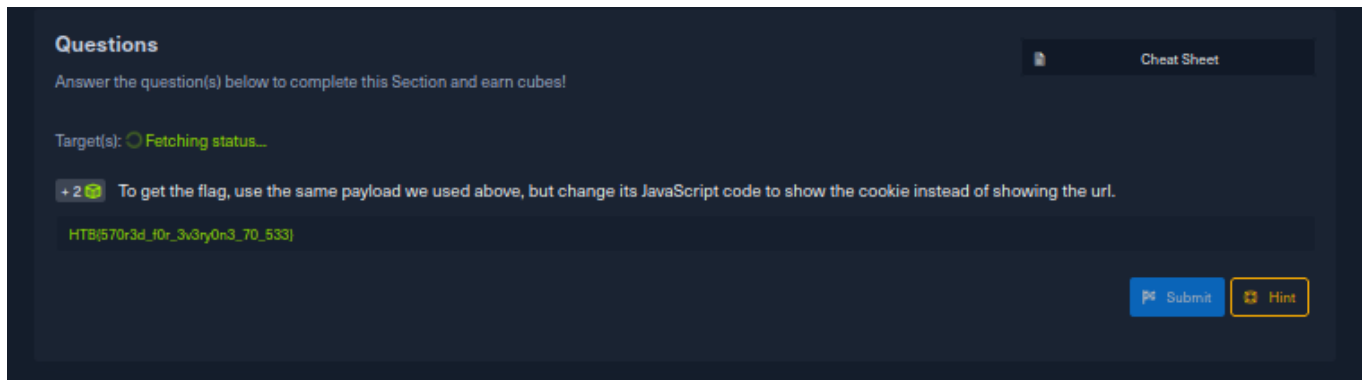 Questions
Cheat Sheet
Answer the question(s) below to complete this Section and earn cubes!
Target(s): Fetching status...
+ 2 To get the flag, use the same payload we used above, but change its JavaScript code to show the cookie instead of showing the url.
HTB{570r3d_f0r_3v3ry0n3_70_533}
Submit
Hint